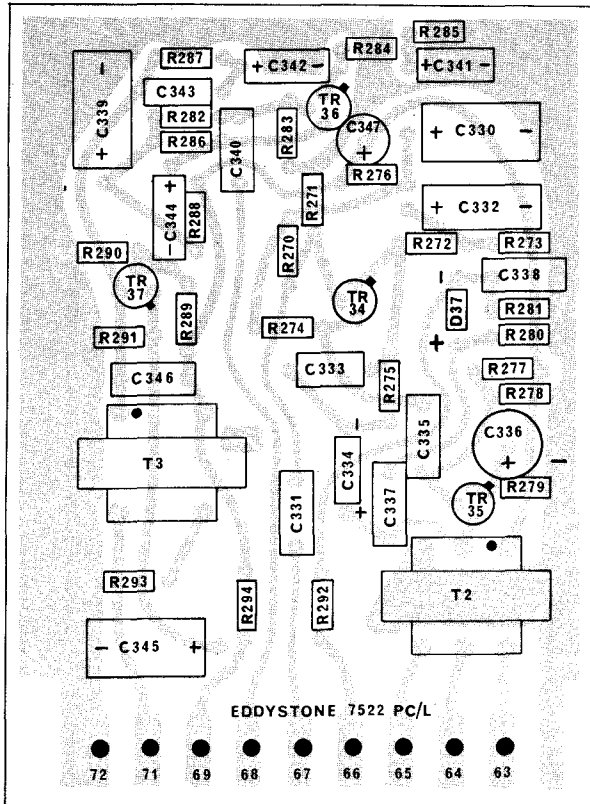 R285
R287
R284
+ C342 -
+ C341 -
C339
- +
C343
TR
36
R282
C347
+
R283
C330
+ -
R286
C340
R276
R271
C344
+ -
R288
C332
+ -
R270
R272
R273
R290
C338
TR
37
TR
34
D37
- +
R281
R289
R274
R280
R291
C333
R277
C346
R275
R278
C335
C336
+ -
T3
C334
- +
R279
C331
C337
TR
35
R293
R294
R292
T2
- C345 +
EDDYSTONE 7522 PC/L
72 71 69 68 67 66 65 64 63